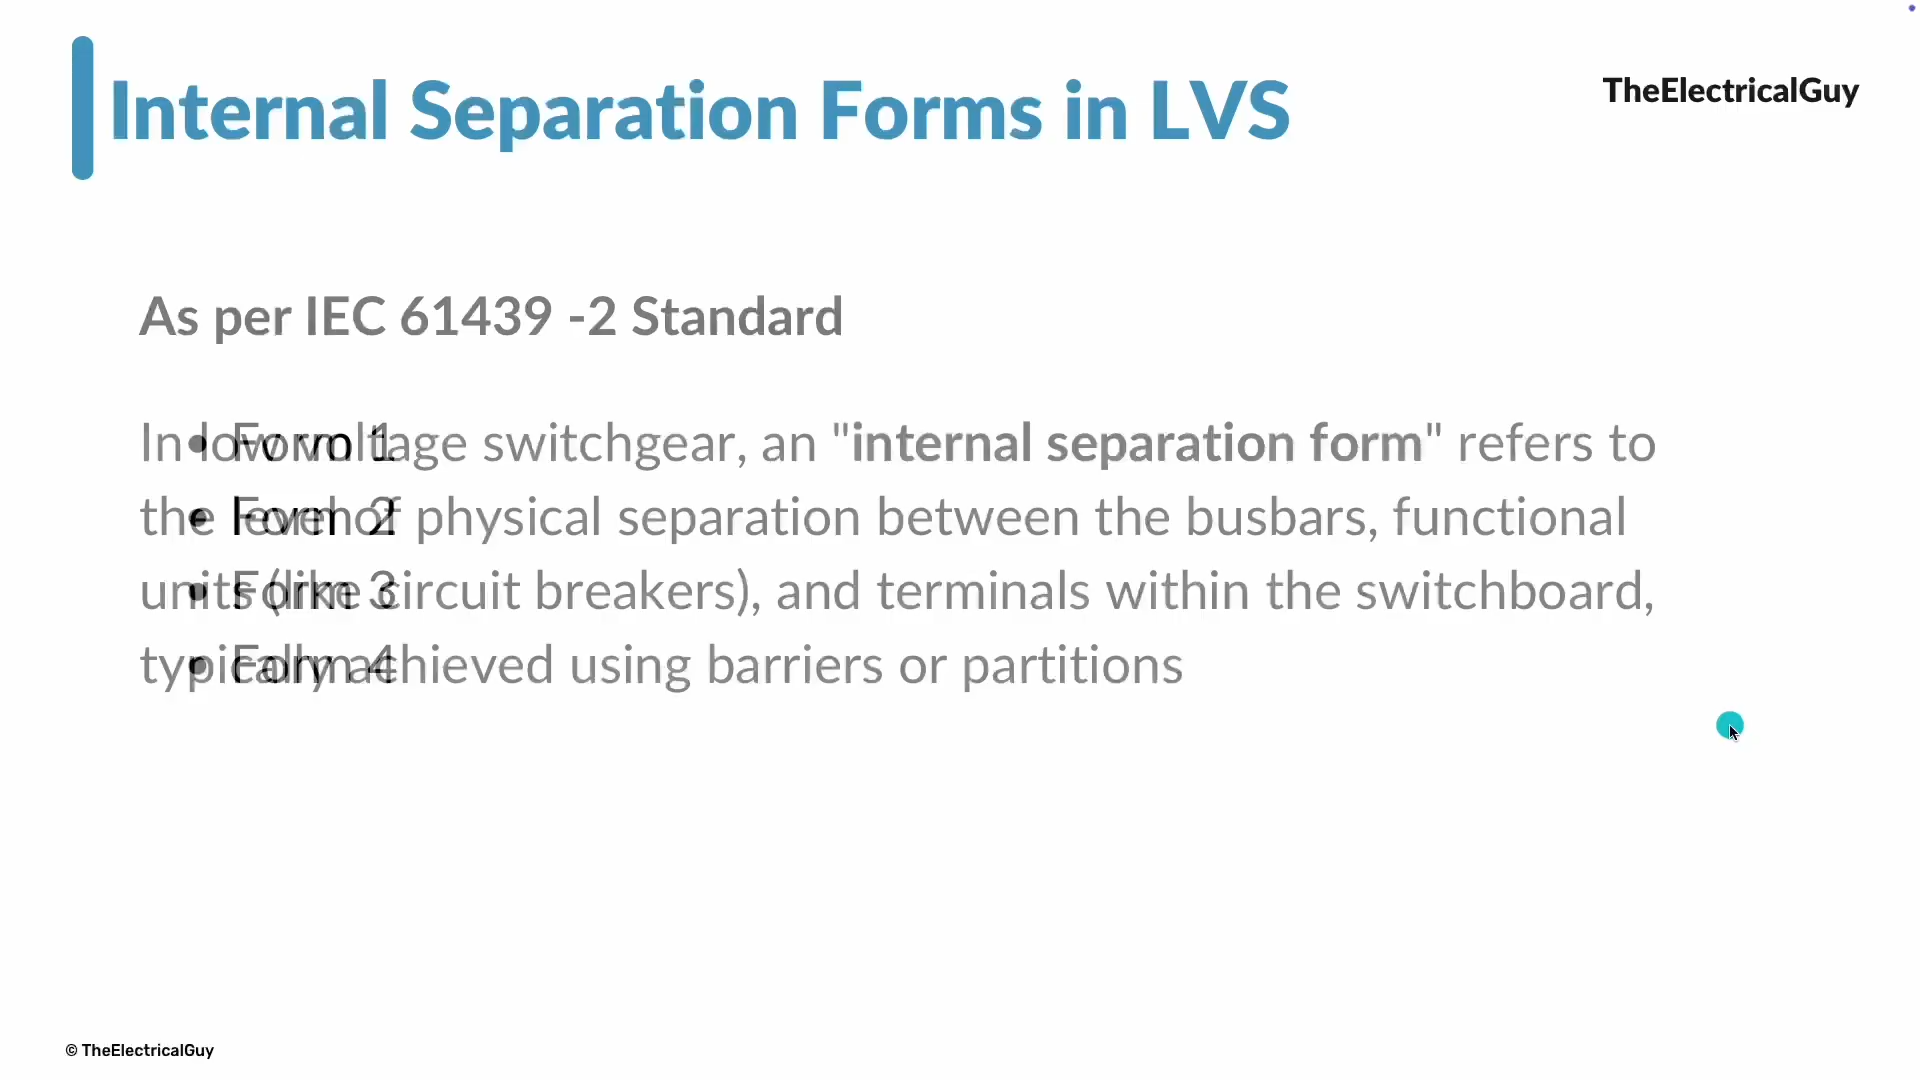 Internal Separation Forms in LVS
TheElectricalGuy
As per IEC 61439 -2 Standard
In low voltage switchgear, an "internal separation form" refers to
the level of physical separation between the busbars, functional
units (like circuit breakers), and terminals within the switchboard,
typically achieved using barriers or partitions
• Form 1
• Form 2
• Form 3
• Form 4
© TheElectricalGuy